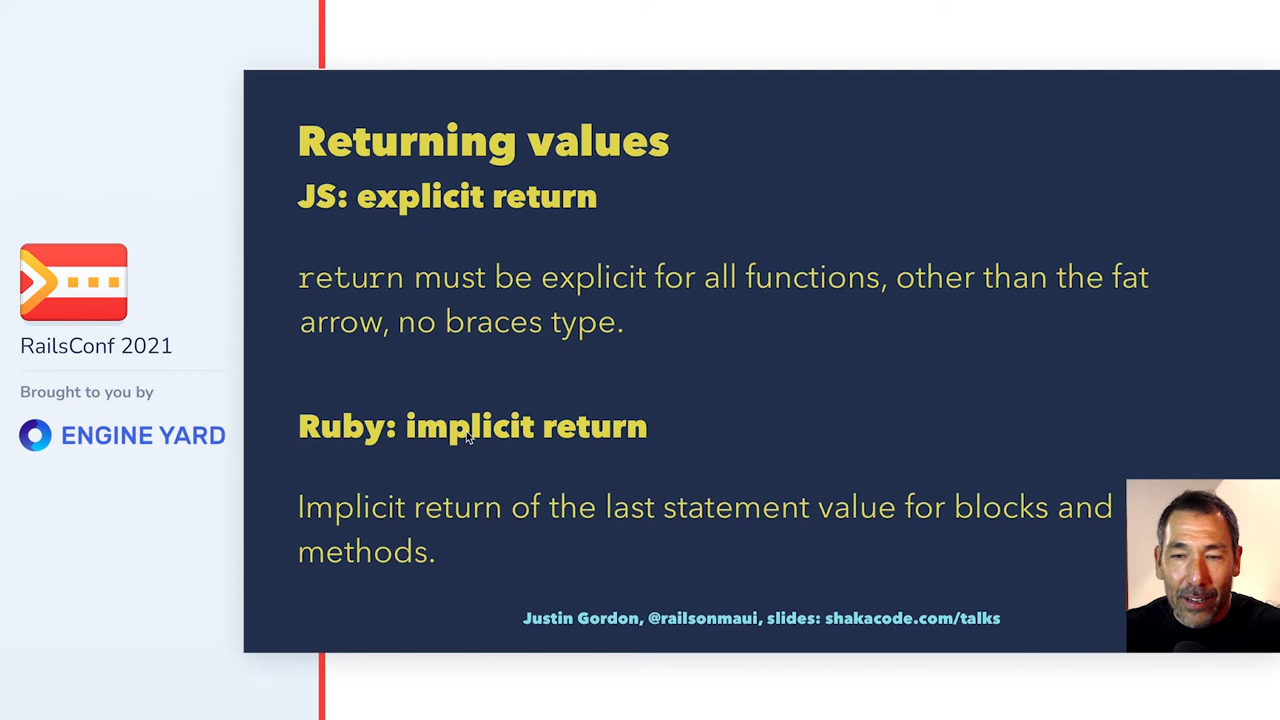 Returning values
JS: explicit return
return must be explicit for all functions, other than the fat
arrow, no braces type.
Ruby: implicit return
Implicit return of the last statement value for blocks and
methods.
Justin Gordon, @railsonmaui, slides: shakacode.com/talks
RailsConf 2021
Brought to you by
ENGINE YARD